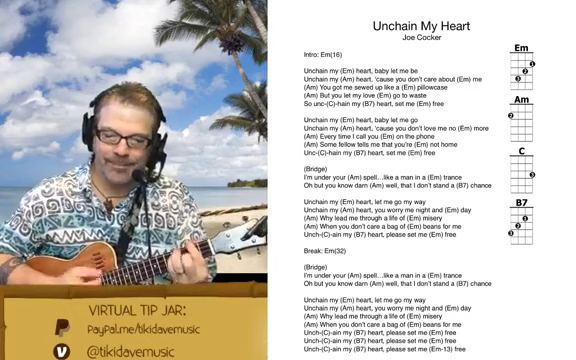 Unchain My Heart
Joe Cocker
Intro: Em(16)
Unchain my (Em) heart, baby let me be
Unchain my (Am) heart, 'cause you don't care about (Em) me
(Am) You got me sewed up like a (Em) pillowcase
(Am) But you let my love (Em) go to waste
So unc-(C)-hain my (B7) heart, set me (Em) free
Unchain my (Em) heart, baby let me go
Unchain my (Am) heart, 'cause you don't love me no (Em) more
(Am) Every time I call you (Em) on the phone
(Am) Some fellow tells me that you're (Em) not home
Unc-(C)-hain my (B7) heart, set me (Em) free
(Bridge)
I'm under your (Am) spell...like a man in a (Em) trance
Oh but you know darn (Am) well, that I don't stand a (B7) chance
Unchain my (Em) heart, let me go my way
Unchain my (Am) heart, you worry me night and (Em) day
(Am) Why lead me through a life of (Em) misery
(Am) When you don't care a bag of (Em) beans for me
Unch-(C)-ain my (B7) heart, please set me (Em) free
Break: Em(32)
(Bridge)
I'm under your (Am) spell...like a man in a (Em) trance
Oh but you know darn (Am) well, that I don't stand a (B7) chance
Unchain my (Em) heart, let me go my way
Unchain my (Am) heart, you worry me night and (Em) day
(Am) Why lead me through a life of (Em) misery
(Am) When you don't care a bag of (Em) beans for me
Unch-(C)-ain my (B7) heart, please set me (Em) free
Unch-(C)-ain my (B7) heart, please set me (Em) free
Unch-(C)-ain my (B7) heart, please set me (Em-13) free
Em
1
2
3
Am
2
C
3
B7
1
2
3
VIRTUAL TIP JAR:
PayPal.me/tikidavemusic
@tikidavemusic